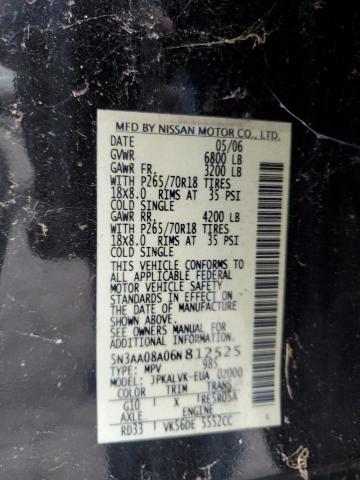 MFD BY NISSAN MOTOR CO., LTD.
DATE 05/06
GVWR 6800 LB
GAWR FR. 3200 LB
WITH P265/70R18 TIRES
18X8.0 RIMS AT 35 PSI
COLD SINGLE
GAWR RR. 4200 LB
WITH P265/70R18 TIRES
18X8.0 RIMS AT 35 PSI
COLD SINGLE
THIS VEHICLE CONFORMS TO
ALL APPLICABLE FEDERAL
MOTOR VEHICLE SAFETY
STANDARDS IN EFFECT ON
THE DATE OF MANUFACTURE
SHOWN ABOVE.
SEE OWNERS MANUAL FOR
ADDITIONAL INFORMATION.
5N3AA08A06N812525
TYPE: MPV 985
MODEL: JPKALVK-EUA 02000
COLOR TRIM TRANS
G10 X RE5R05A
AXLE ENGINE
RD33 VK56DE 5552CC